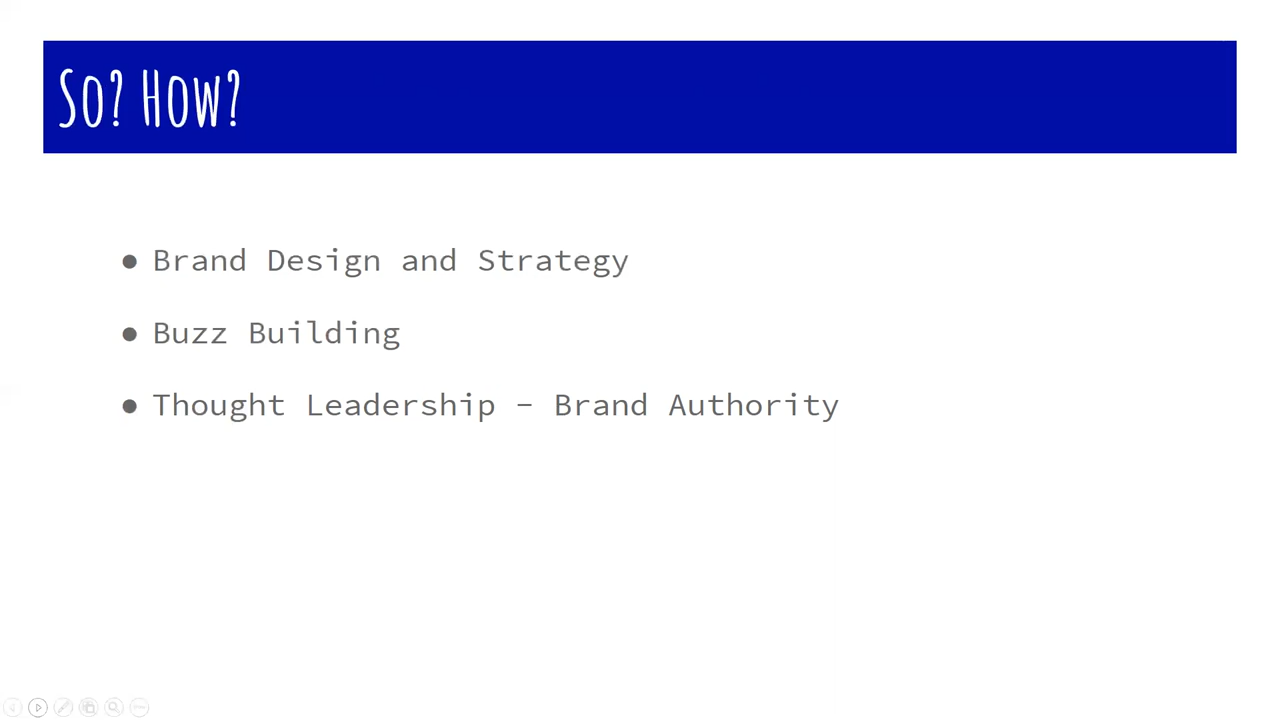 So? How?
● Brand Design and Strategy
● Buzz Building
● Thought Leadership – Brand Authority